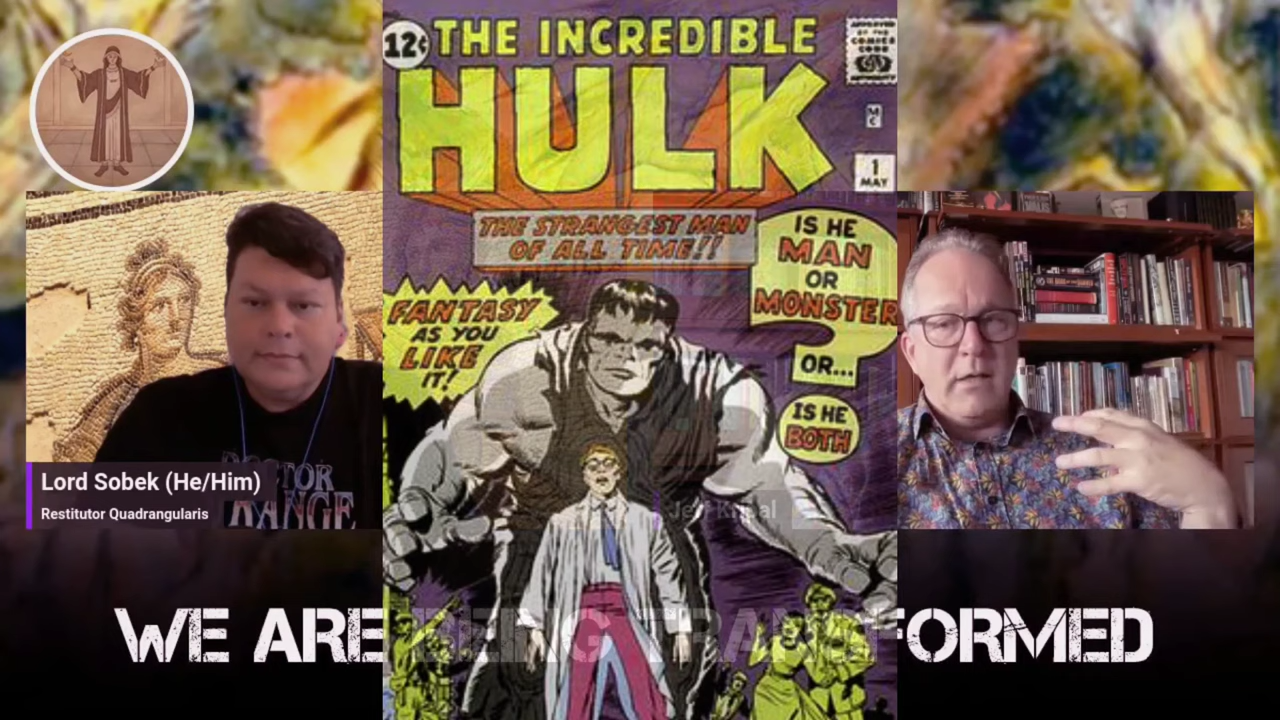 12¢ THE INCREDIBLE
HULK
APPROVED
BY THE
COMICS
CODE
AUTHORITY
M
C
1
MAY
THE STRANGEST MAN
OF ALL TIME!!
IS HE
MAN
OR
MONSTER
?
OR...
IS HE
BOTH
FANTASY
AS YOU
LIKE
IT!
DOCTOR
RANGE
Lord Sobek (He/Him)
Restitutor Quadrangularis
WE ARE BEING TRANSFORMED